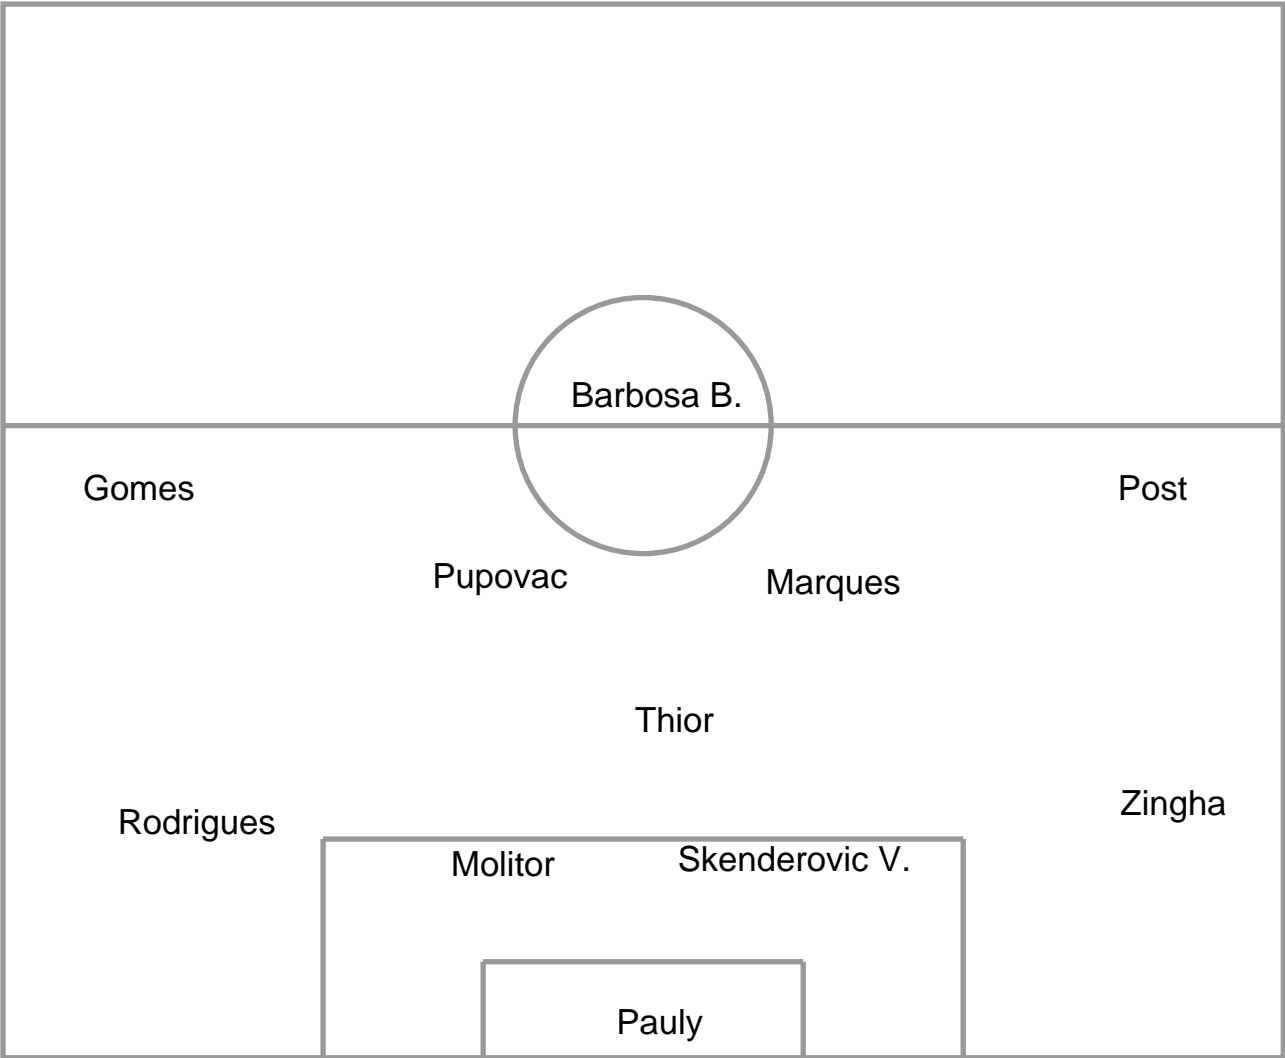 Barbosa B.
Gomes
Post
Pupovac
Marques
Thior
Zingha
Rodrigues
Molitor
Skenderovic V.
Pauly